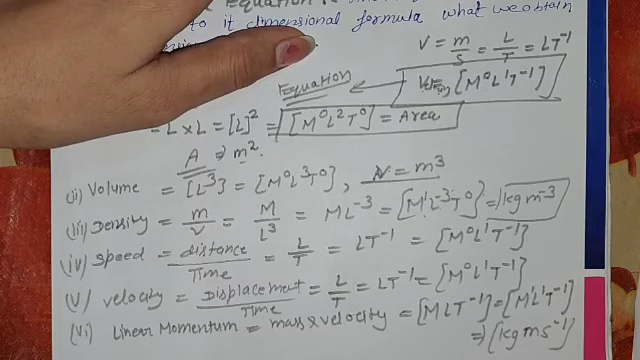 Equation :-
to it dimensional formula what we obtain
V = m/s = L/T = LT⁻¹
Equation
[M⁰L¹T⁻¹]
= L × L = [L]² = [M⁰L²T⁰] = Area
A ⇒ m².
(ii) Volume = [L³] = [M⁰L³T⁰], V = m³
(iii) Density = m/V = M/L³ = ML⁻³ = [M¹L⁻³T⁰] = kg m⁻³
(iv) Speed = distance/Time = L/T = LT⁻¹ = [M⁰L¹T⁻¹]
(v) velocity = Displacement/Time = L/T = LT⁻¹ = [M⁰L¹T⁻¹]
(vi) Linear Momentum = mass × velocity = [MLT⁻¹] = [M¹L¹T⁻¹]
⇒ [kgms⁻¹]